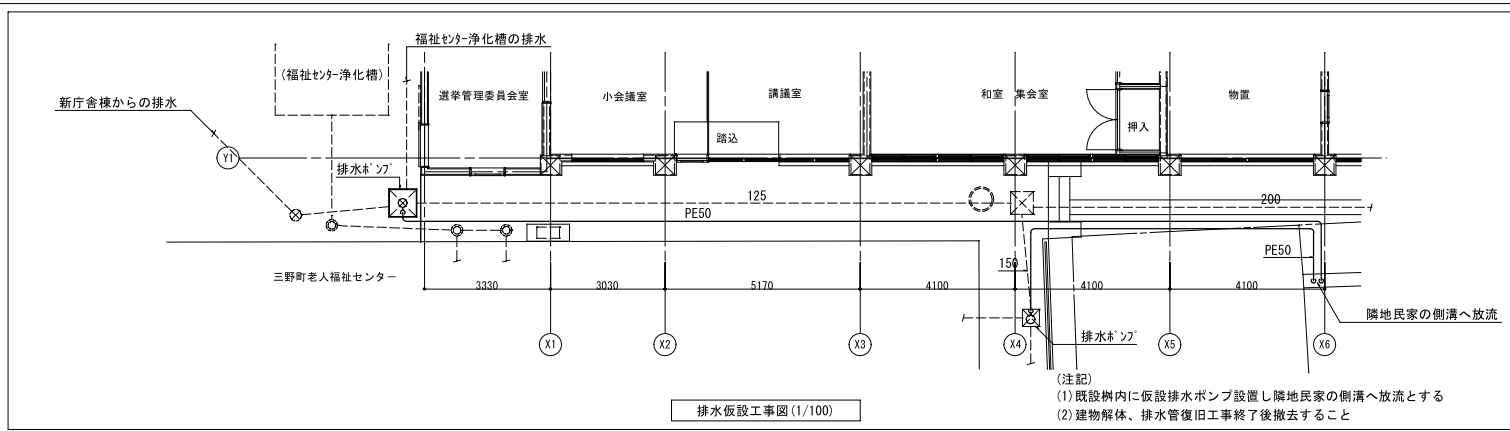 福祉ｾﾝﾀｰ浄化槽の排水
(福祉ｾﾝﾀｰ浄化槽)
新庁舎棟からの排水
選挙管理委員会室
小会議室
講議室
和室 集会室
物置
押入
踏込
Y1
排水ﾎﾟﾝﾌﾟ
125
200
PE50
PE50
150
三野町老人福祉センター
3330
3030
5170
4100
4100
4100
隣地民家の側溝へ放流
排水ﾎﾟﾝﾌﾟ
X1
X2
X3
X4
X5
X6
(注記)
(1)既設桝内に仮設排水ポンプ設置し隣地民家の側溝へ放流とする
(2)建物解体、排水管復旧工事終了後撤去すること
排水仮設工事図(1/100)